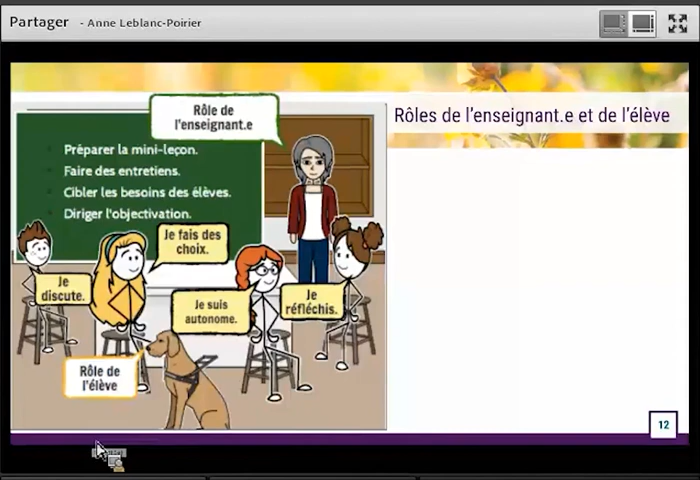 Partager - Anne Leblanc-Poirier
Rôles de l'enseignant.e et de l'élève
Rôle de
l'enseignant.e
Préparer la mini-leçon.
Faire des entretiens.
Cibler les besoins des élèves.
Diriger l'objectivation.
Je fais des
choix.
Je
discute.
Je suis
autonome.
Je
réfléchis.
Rôle de
l'élève
12